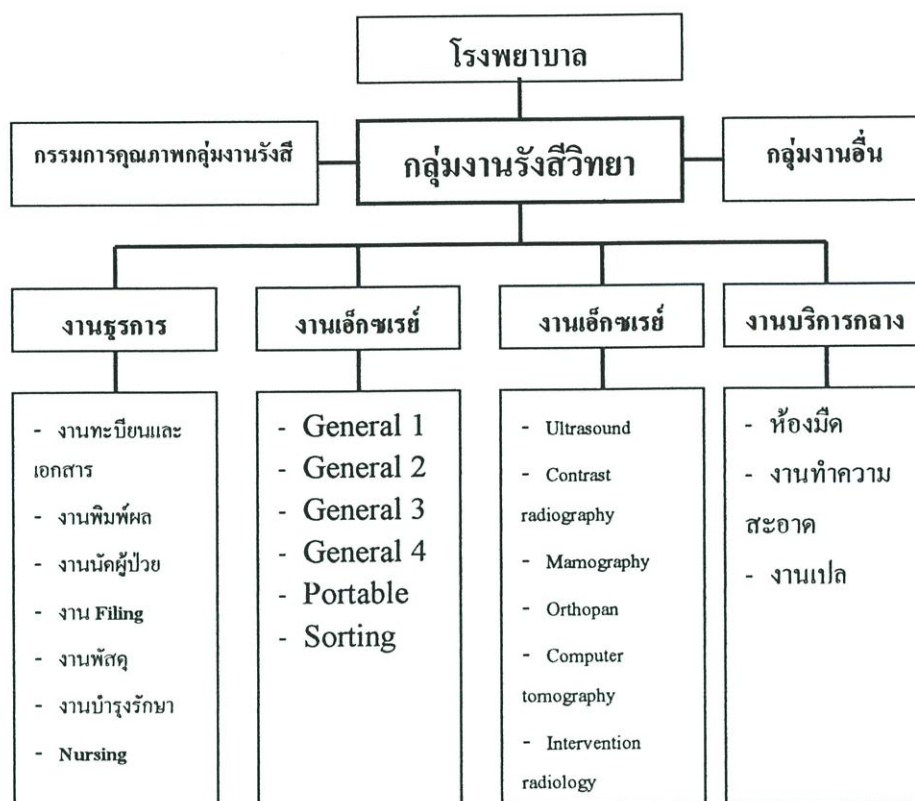 โรงพยาบาล
กรรมการคุณภาพกลุ่มงานรังสี
กลุ่มงานรังสีวิทยา
กลุ่มงานอื่น
งานธุรการ
งานเอ็กซเรย์
งานเอ็กซเรย์
งานบริการกลาง
- งานทะบียนและ
เอกสาร
- งานพิมพ์ผล
- งานนัดผู้ป่วย
- งาน Filing
- งานพัสดุ
- งานบำรุงรักษา
- Nursing
- General 1
- General 2
- General 3
- General 4
- Portable
- Sorting
- Ultrasound
- Contrast
radiography
- Mamography
- Orthopan
- Computer
tomography
- Intervention
radiology
- ห้องมืด
- งานทำความ
สะอาด
- งานเปล